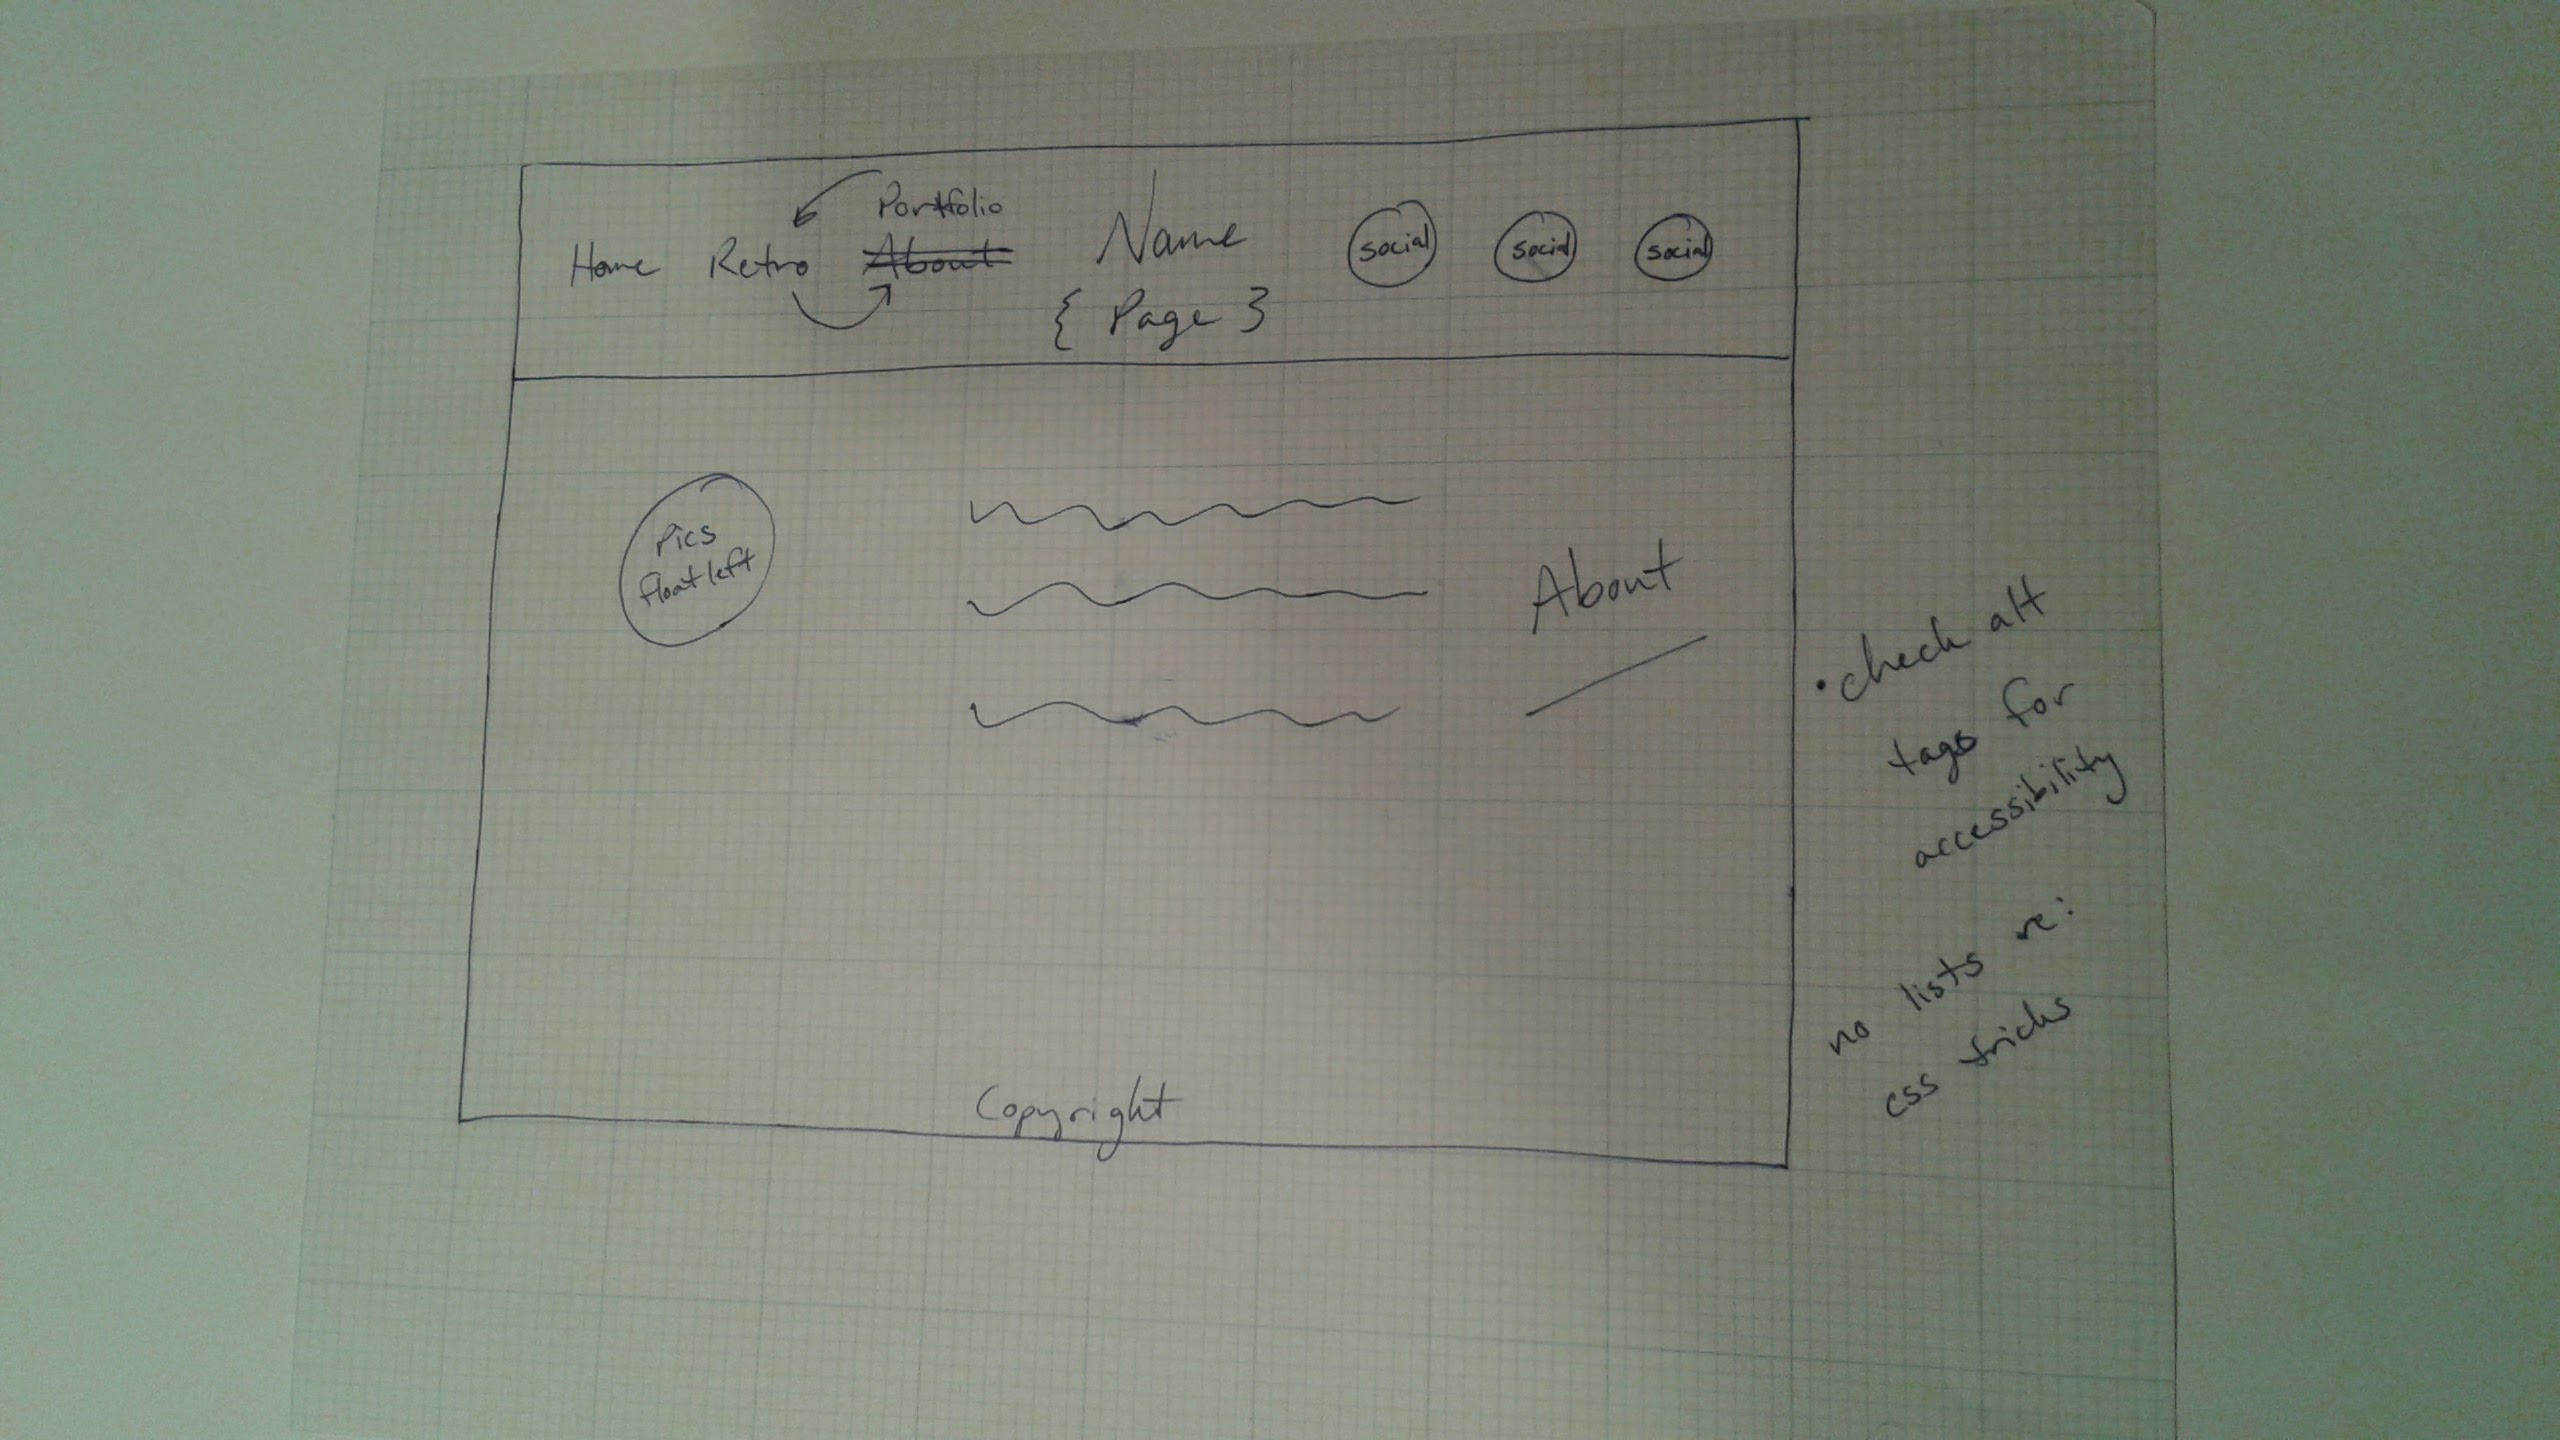 Portfolio
Home Retro About
Name
{ Page }
social social social
Pics
float left
About
• check alt
tags for
accessibility
no lists re:
css tricks
Copyright